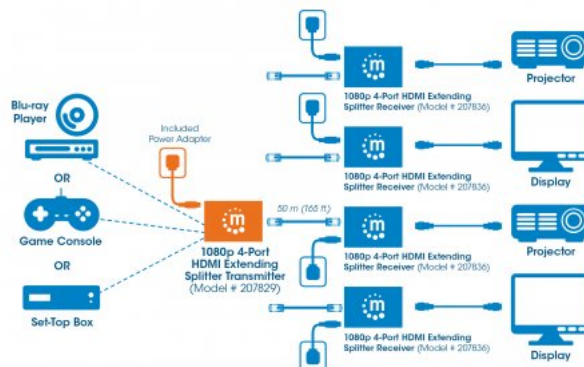 Blu-ray
Player
OR
Game Console
OR
Set-Top Box
Included
Power Adapter
m
1080p 4-Port
HDMI Extending
Splitter Transmitter
(Model # 207829)
50 m (165 ft)
m
1080p 4-Port HDMI Extending
Splitter Receiver (Model # 207836)
Projector
m
1080p 4-Port HDMI Extending
Splitter Receiver (Model # 207836)
Display
m
1080p 4-Port HDMI Extending
Splitter Receiver (Model # 207836)
Projector
m
1080p 4-Port HDMI Extending
Splitter Receiver (Model # 207836)
Display